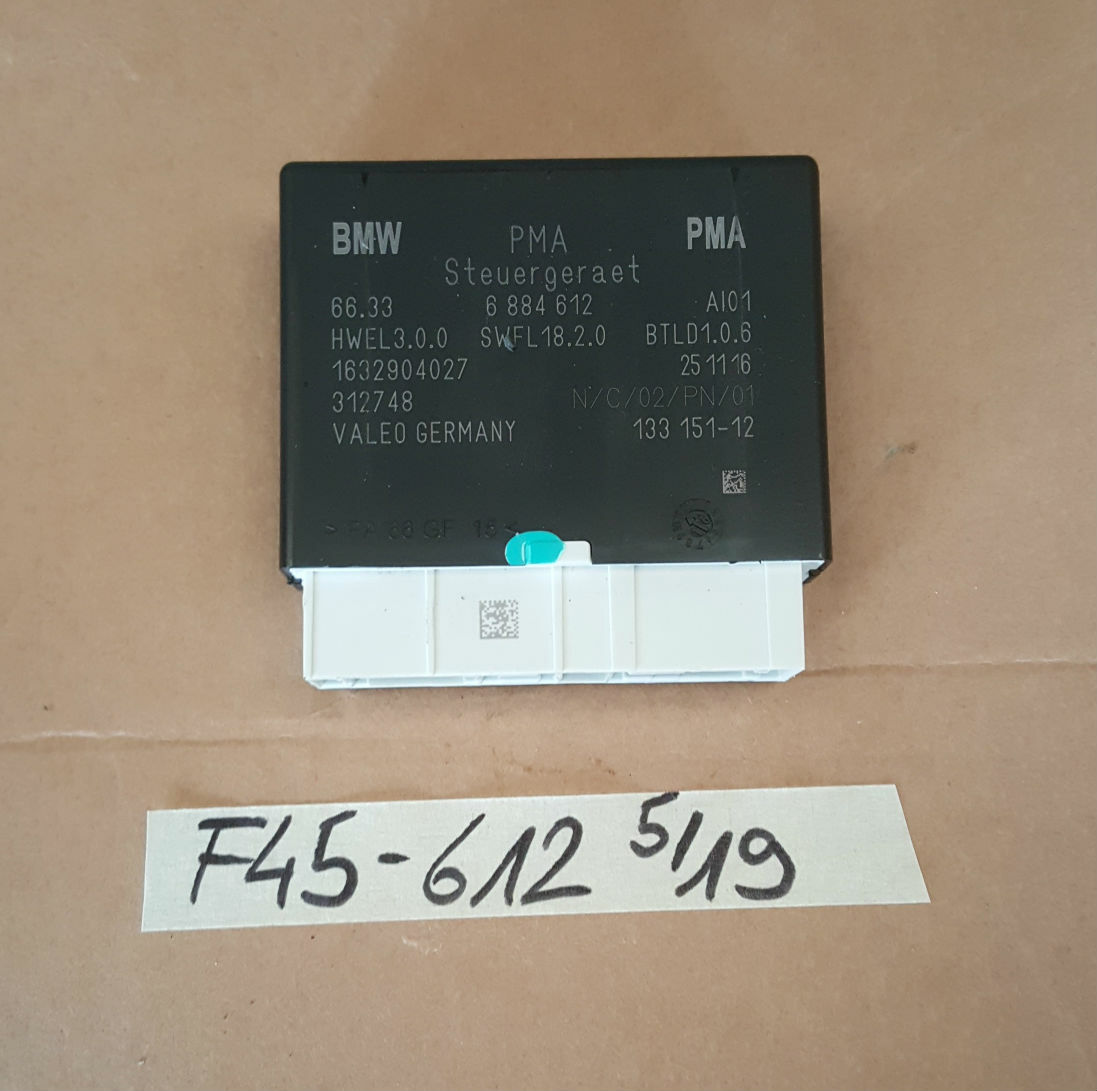 BMW PMA PMA
Steuergeraet
66.33 6 884 612 AI01
HWEL3.0.0 SWFL18.2.0 BTLD1.0.6
1632904027 251116
312748 N/C/02/PN/01
VALEO GERMANY 133 151-12
F45-612 5/19